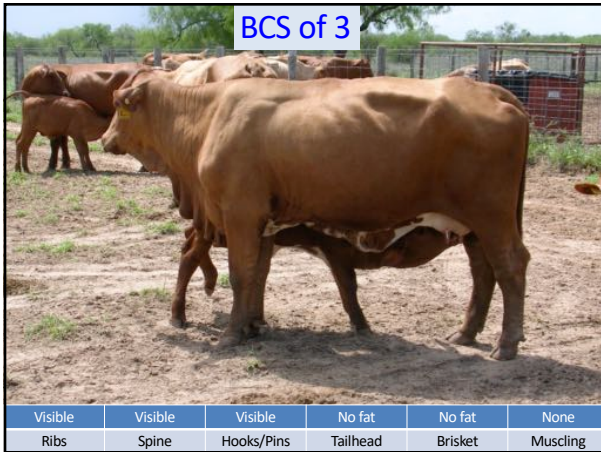 BCS of 3
Visible Visible Visible No fat No fat None
Ribs Spine Hooks/Pins Tailhead Brisket Muscling